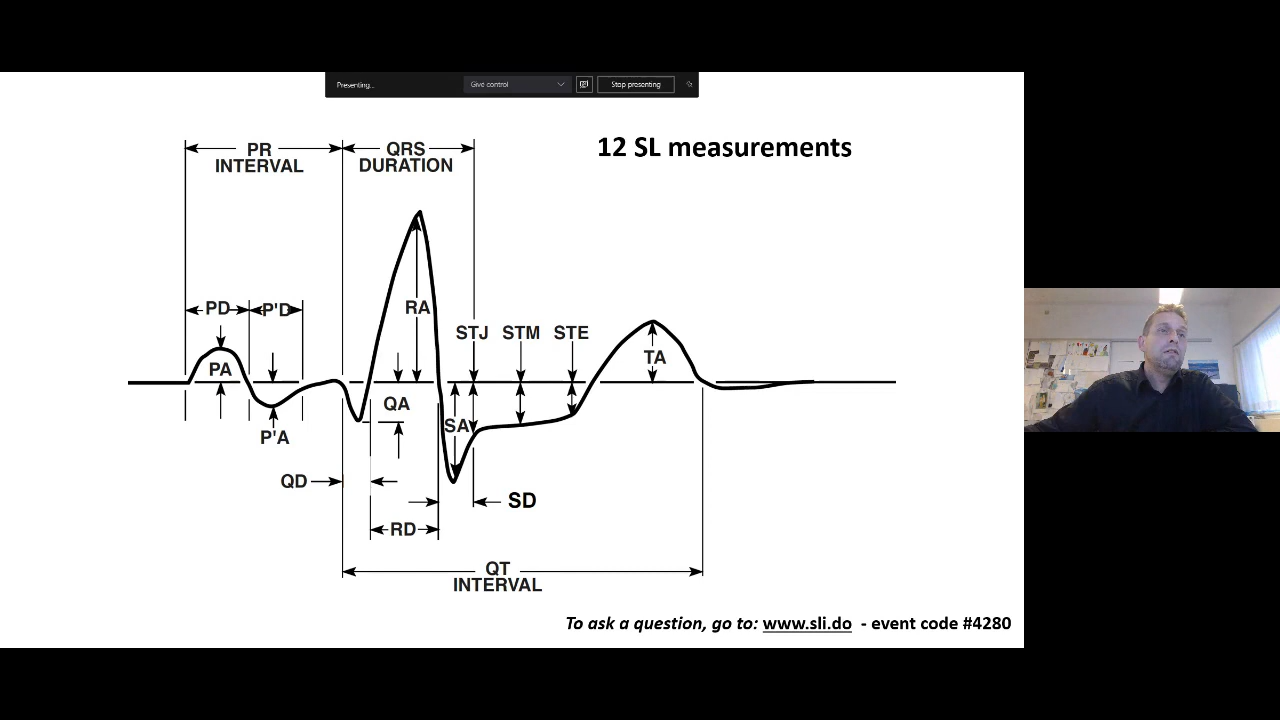 Presenting...
Give control
Stop presenting
12 SL measurements
PR
INTERVAL
QRS
DURATION
PD
P'D
RA
STJ
STM
STE
PA
TA
QA
SA
P'A
QD
SD
RD
QT
INTERVAL
To ask a question, go to: www.sli.do - event code #4280